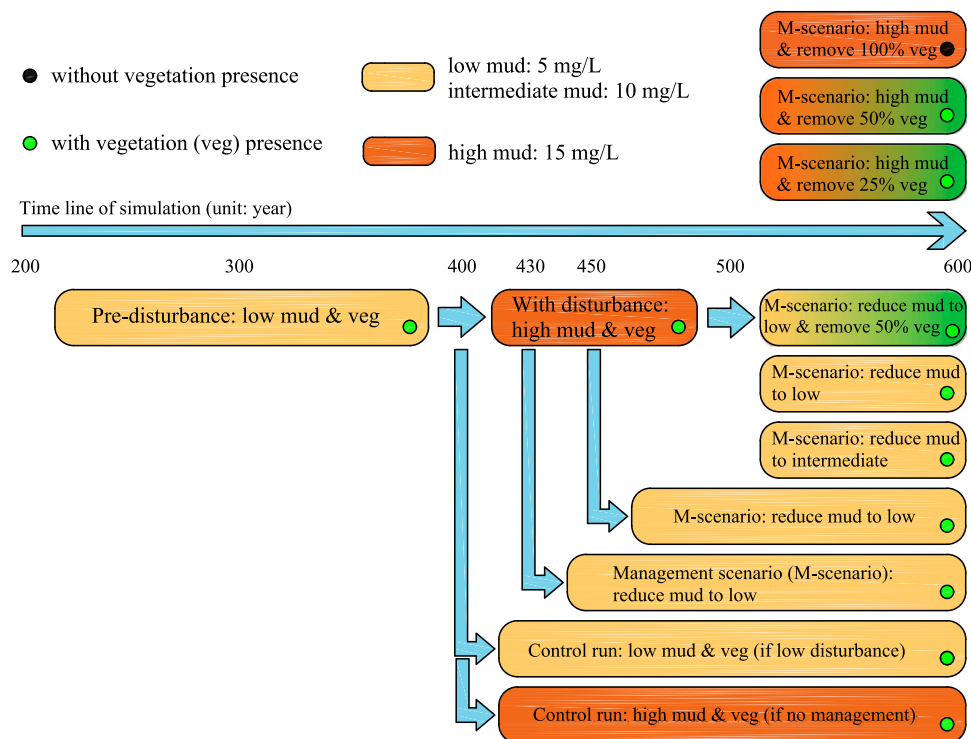 without vegetation presence
with vegetation (veg) presence
low mud: 5 mg/L
intermediate mud: 10 mg/L
high mud: 15 mg/L
M-scenario: high mud
& remove 100% veg
M-scenario: high mud
& remove 50% veg
M-scenario: high mud
& remove 25% veg
Time line of simulation (unit: year)
200 300 400 430 450 500 600
Pre-disturbance: low mud & veg
With disturbance:
high mud & veg
M-scenario: reduce mud to
low & remove 50% veg
M-scenario: reduce mud
to low
M-scenario: reduce mud
to intermediate
M-scenario: reduce mud to low
Management scenario (M-scenario):
reduce mud to low
Control run: low mud & veg (if low disturbance)
Control run: high mud & veg (if no management)